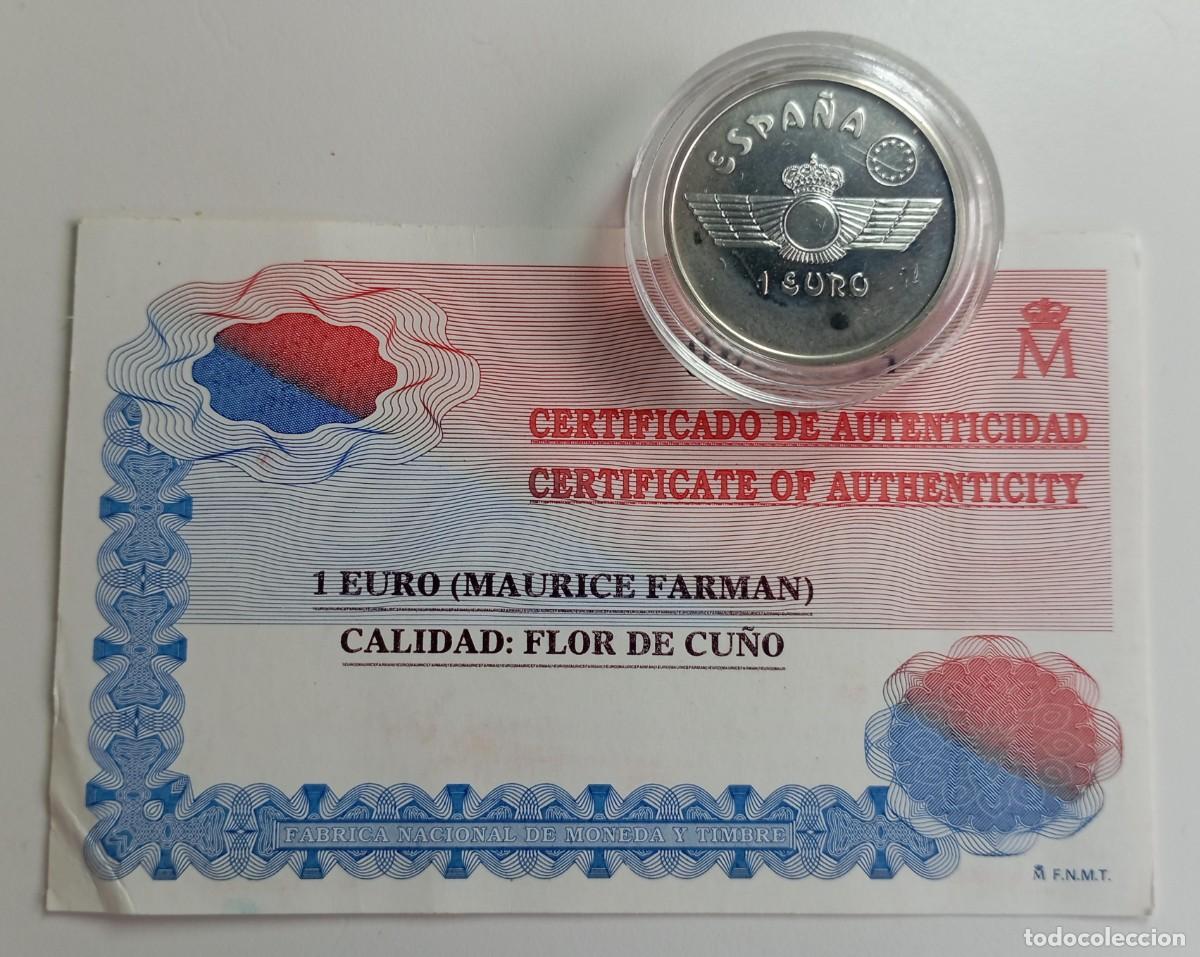 ESPAÑA
1 EURO
M
CERTIFICADO DE AUTENTICIDAD
CERTIFICATE OF AUTHENTICITY
1 EURO (MAURICE FARMAN)
CALIDAD: FLOR DE CUÑO
FABRICA NACIONAL DE MONEDA Y TIMBRE
M F.N.M.T.
todocoleccion